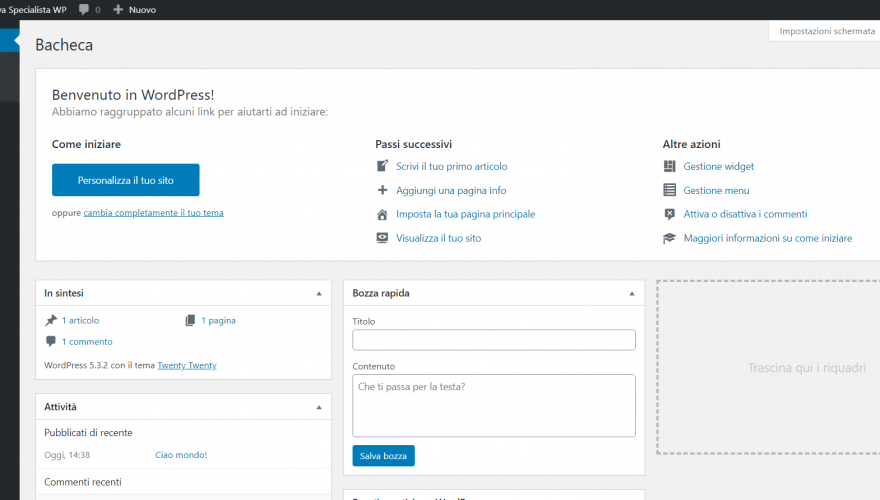 va Specialista WP 0 Nuovo
Impostazioni schermata
Bacheca
Benvenuto in WordPress!
Abbiamo raggruppato alcuni link per aiutarti ad iniziare:
Come iniziare
Personalizza il tuo sito
oppure cambia completamente il tuo tema
Passi successivi
Scrivi il tuo primo articolo
Aggiungi una pagina info
Imposta la tua pagina principale
Visualizza il tuo sito
Altre azioni
Gestione widget
Gestione menu
Attiva o disattiva i commenti
Maggiori informazioni su come iniziare
In sintesi
1 articolo
1 pagina
1 commento
WordPress 5.3.2 con il tema Twenty Twenty
Attività
Pubblicati di recente
Oggi, 14:38 Ciao mondo!
Commenti recenti
Bozza rapida
Titolo
Contenuto
Che ti passa per la testa?
Salva bozza
Trascina qui i riquadri